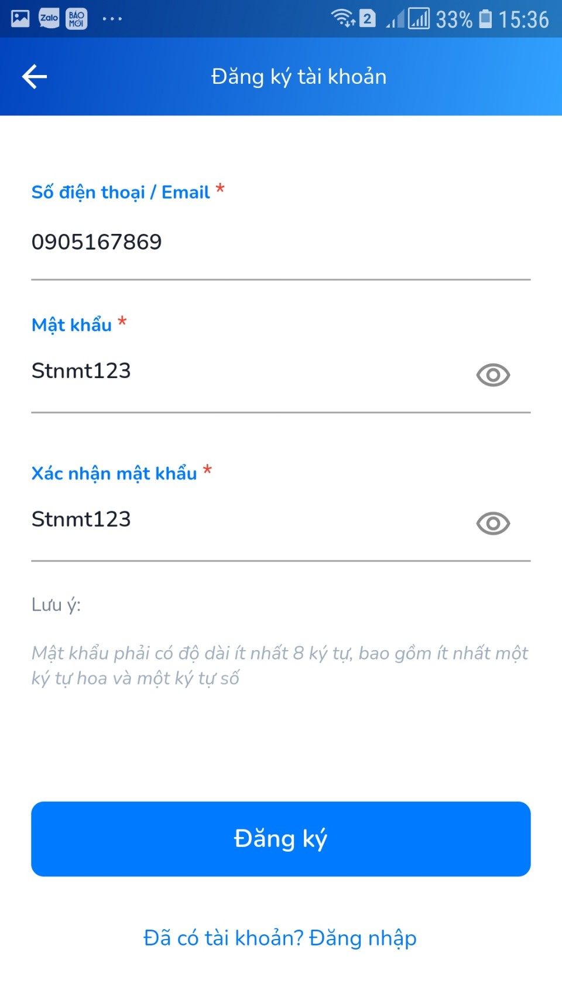 Zalo
BÁO MỚI
2
33%
15:36
Đăng ký tài khoản
Số điện thoại / Email *
0905167869
Mật khẩu *
Stnmt123
Xác nhận mật khẩu *
Stnmt123
Lưu ý:
Mật khẩu phải có độ dài ít nhất 8 ký tự, bao gồm ít nhất một
ký tự hoa và một ký tự số
Đăng ký
Đã có tài khoản? Đăng nhập